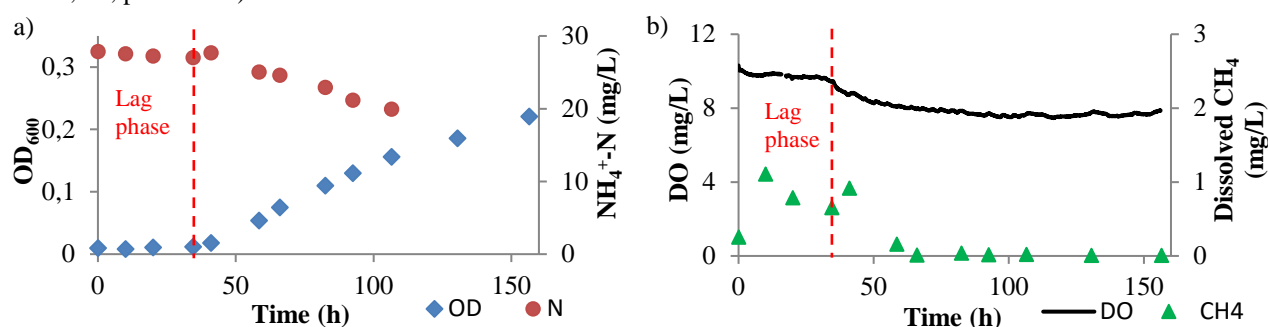 a)
0,3
0,2
0,1
0
OD600
Lag
phase
30
20
10
0
NH4+-N (mg/L)
0
50
100
150
Time (h)
OD
N
b)
12
8
4
0
DO (mg/L)
Lag
phase
3
2
1
0
Dissolved CH4
(mg/L)
0
50
100
150
Time (h)
DO
CH4